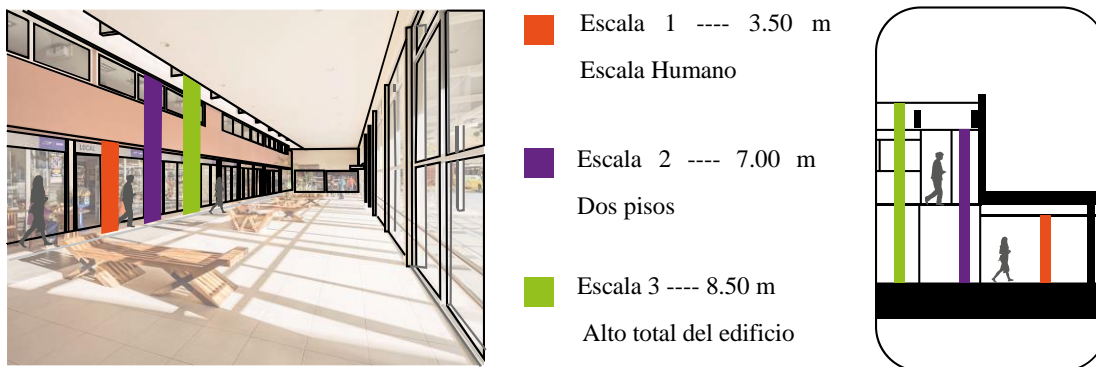 LOCAL
Escala 1 ---- 3.50 m
Escala Humano
Escala 2 ---- 7.00 m
Dos pisos
Escala 3 ---- 8.50 m
Alto total del edificio